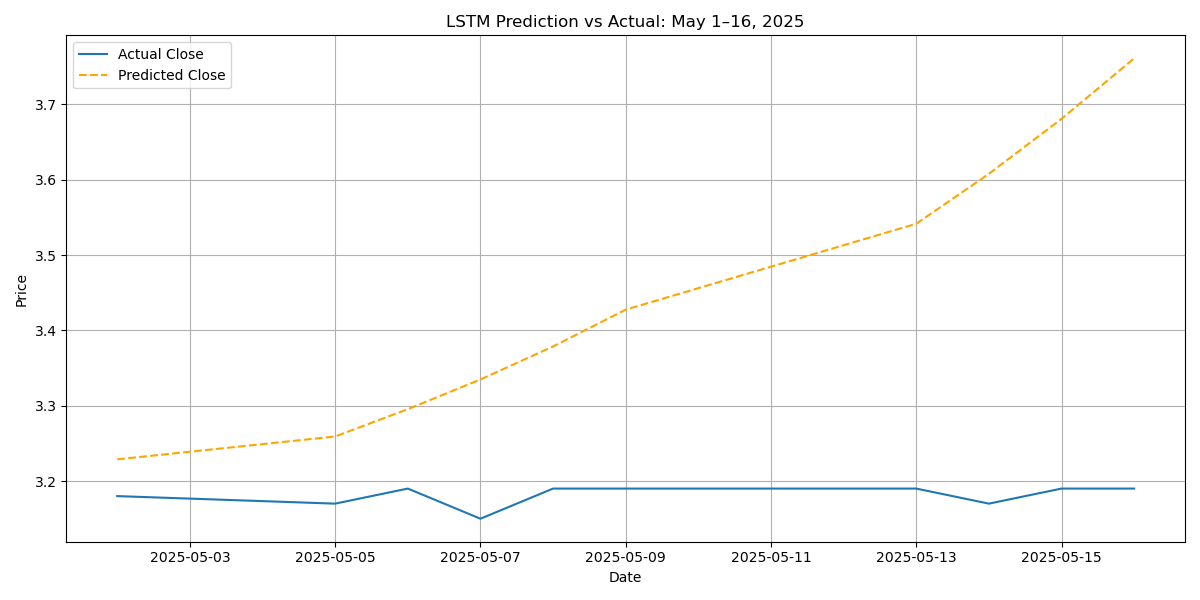 LSTM Prediction vs Actual: May 1–16, 2025
Actual Close
Predicted Close
Price
3.7
3.6
3.5
3.4
3.3
3.2
2025-05-03 2025-05-05 2025-05-07 2025-05-09 2025-05-11 2025-05-13 2025-05-15
Date